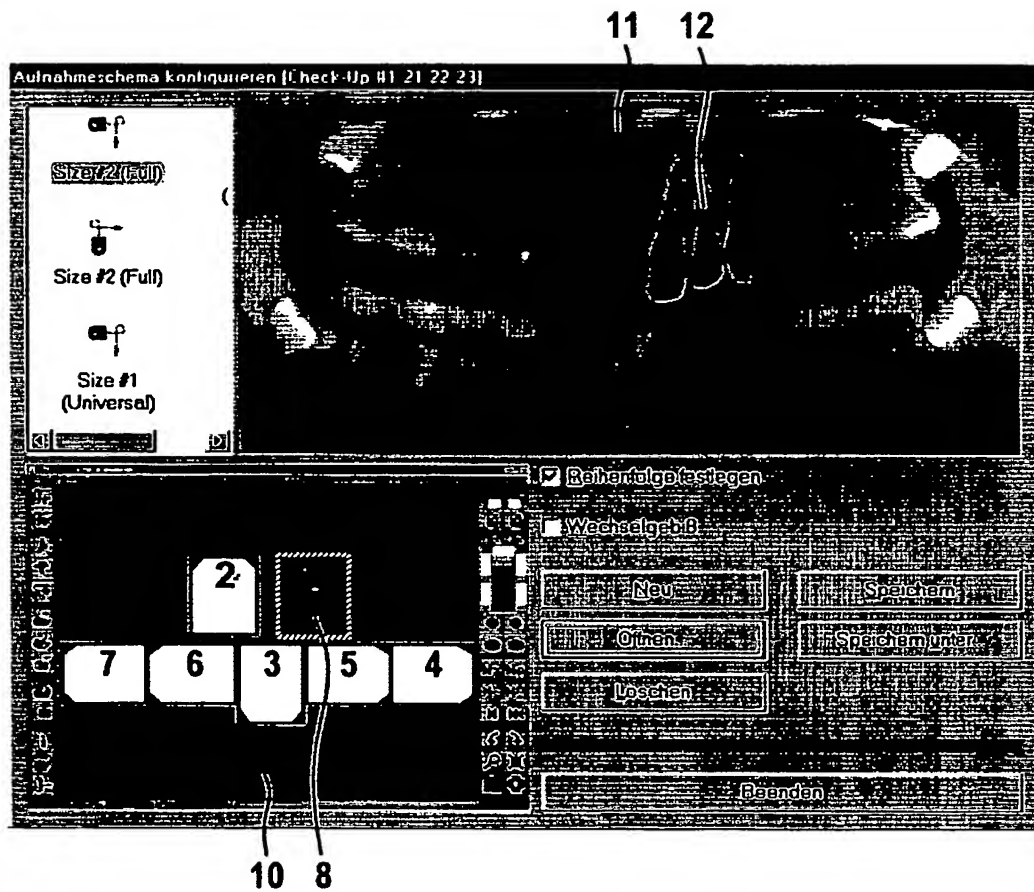 11 12
Aufnahmeschema konfigurieren [Check-Up #1 21 22 23]
Size #2 (Full)
Size #2 (Full)
Size #1
(Universal)
Reihenfolge festlegen
Wechselgebiß
Neu
Speichern
Öffnen
Speichern unter
Löschen
Beenden
2
7 6 3 5 4
10 8